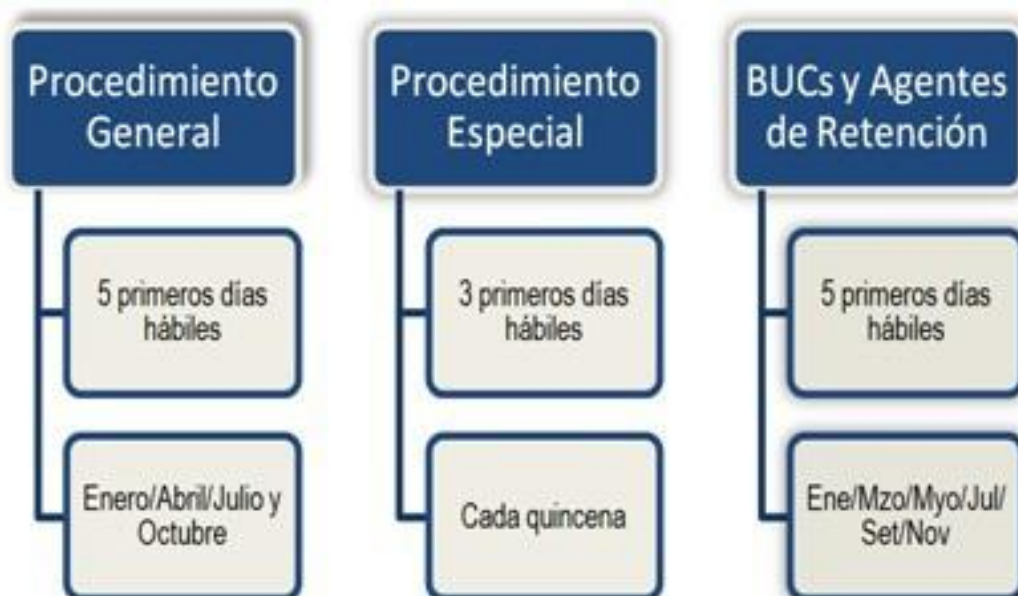 Procedimiento
General
5 primeros días
hábiles
Enero/Abril/Julio y
Octubre
Procedimiento
Especial
3 primeros días
hábiles
Cada quincena
BUCs y Agentes
de Retención
5 primeros días
hábiles
Ene/Mzo/Myo/Jul/
Set/Nov